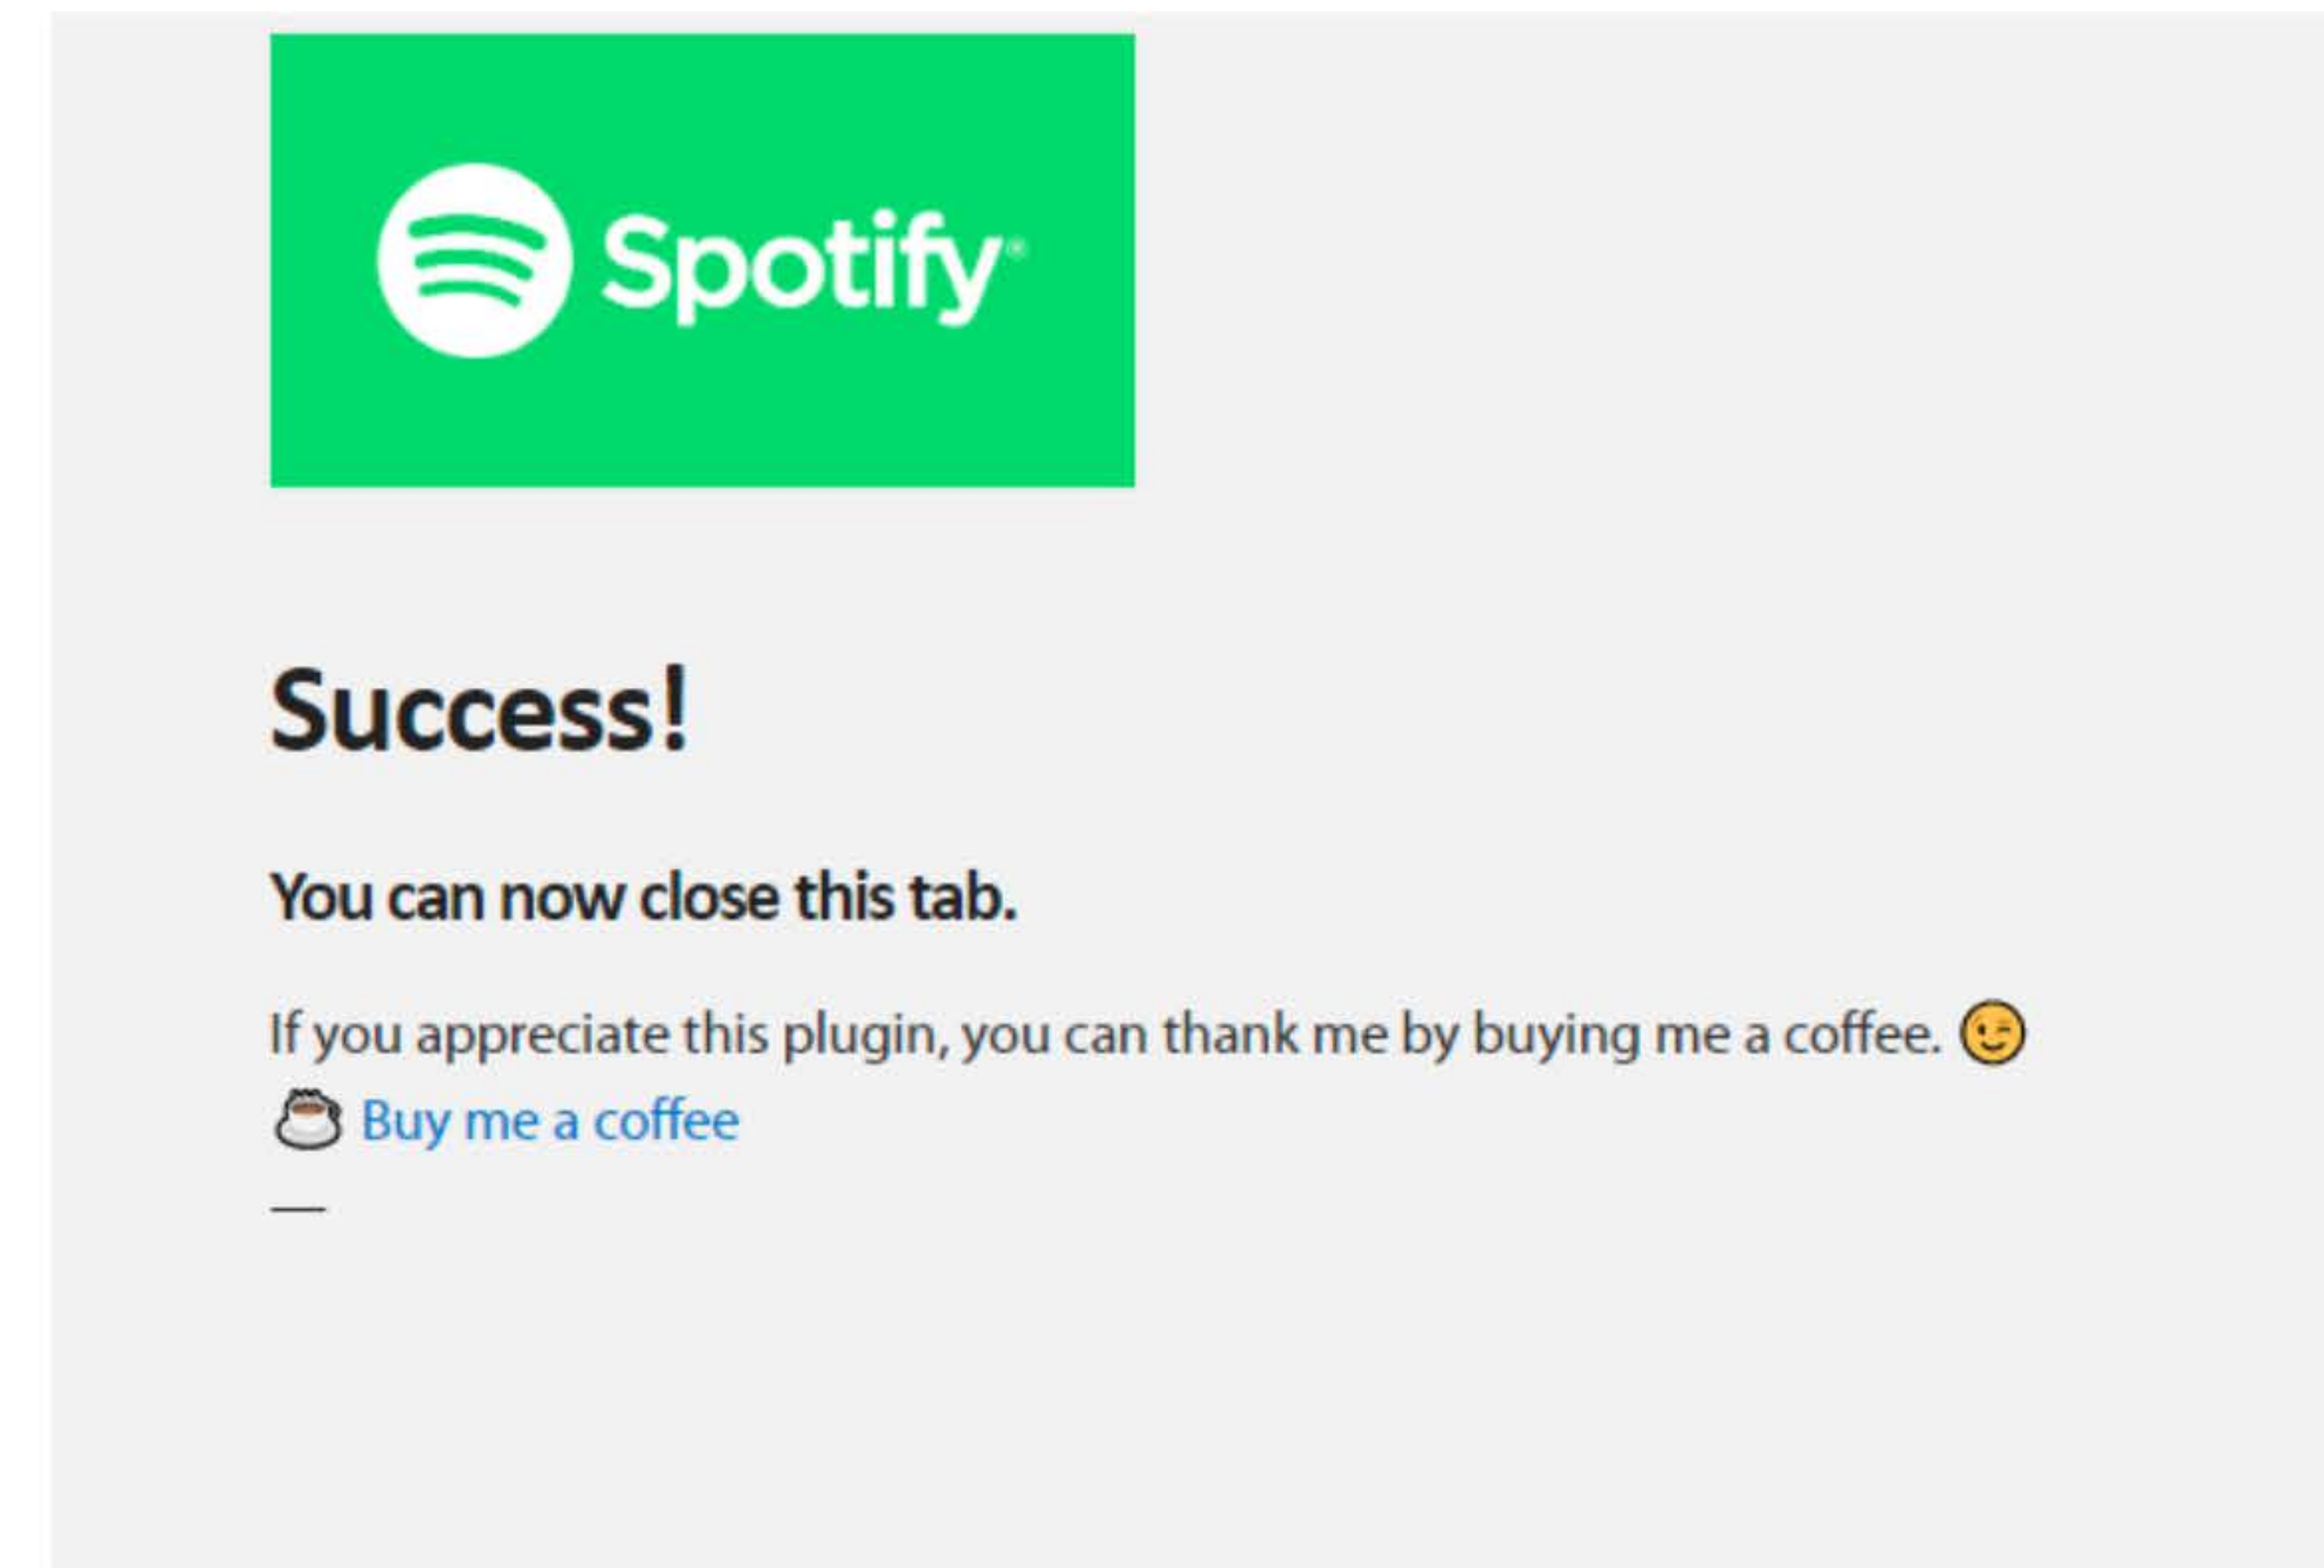 Spotify®
Success!
You can now close this tab.
If you appreciate this plugin, you can thank me by buying me a coffee. 😉
☕ Buy me a coffee
—